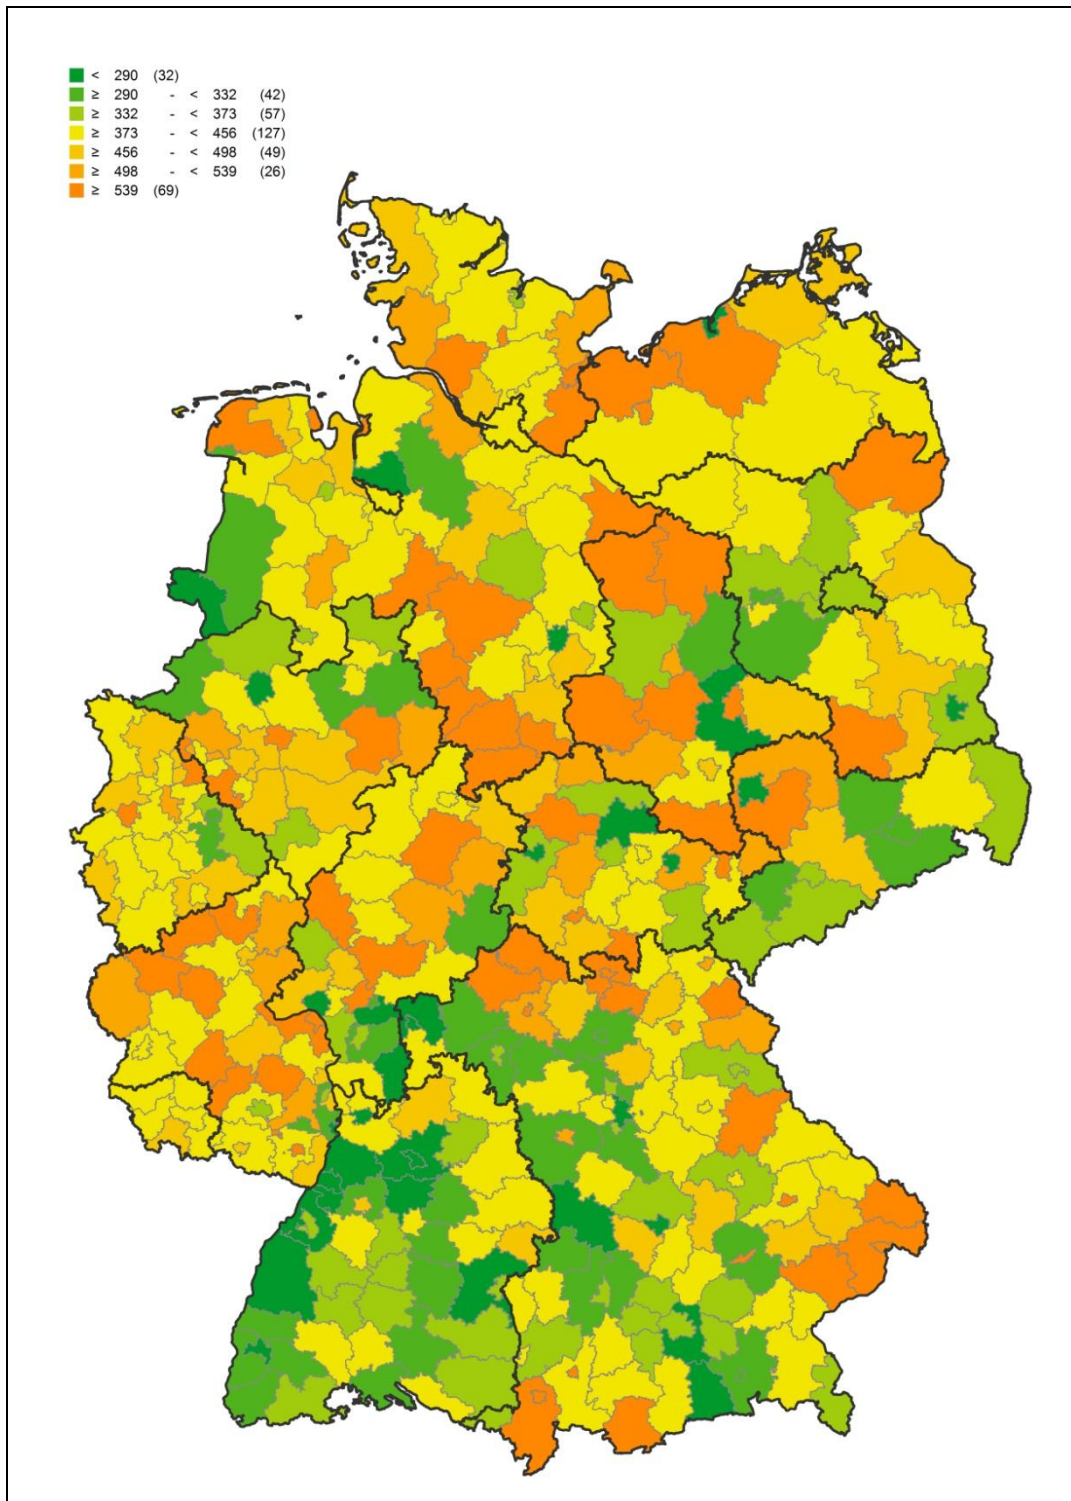 < 290 (32)
≥ 290 - < 332 (42)
≥ 332 - < 373 (57)
≥ 373 - < 456 (127)
≥ 456 - < 498 (49)
≥ 498 - < 539 (26)
≥ 539 (69)